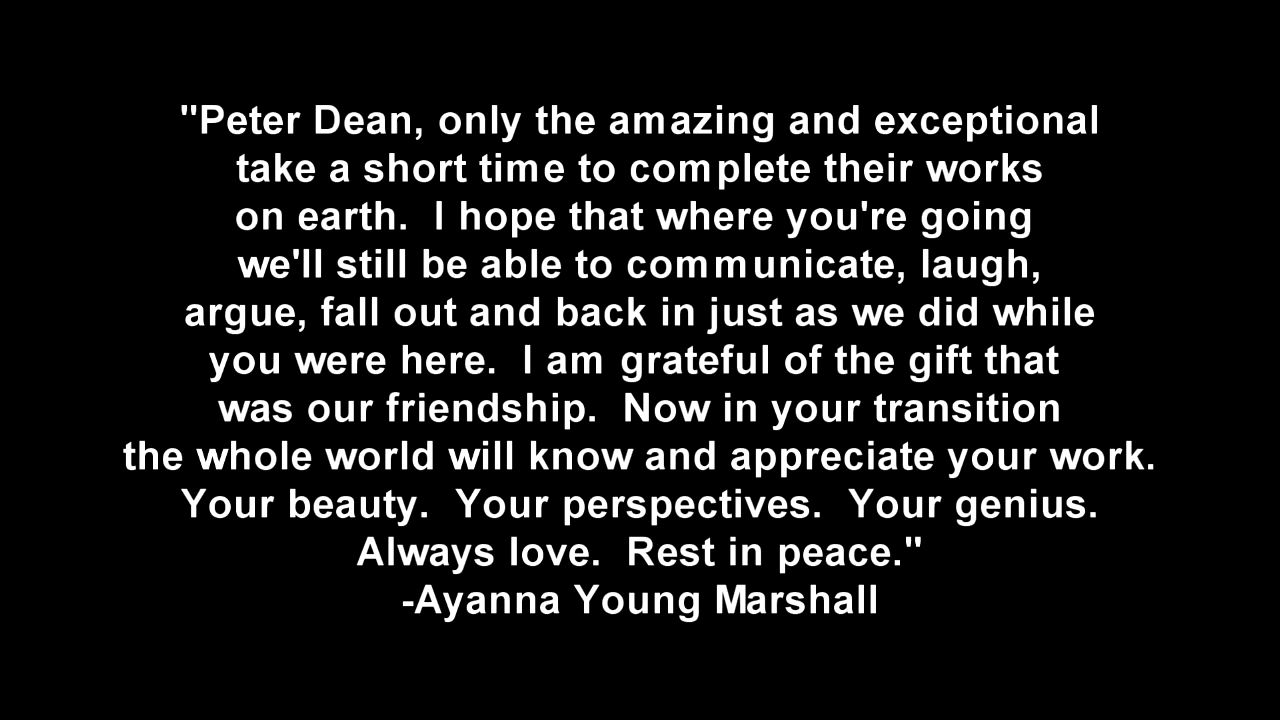 "Peter Dean, only the amazing and exceptional
take a short time to complete their works
on earth.  I hope that where you're going
we'll still be able to communicate, laugh,
argue, fall out and back in just as we did while
you were here.  I am grateful of the gift that
was our friendship.  Now in your transition
the whole world will know and appreciate your work.
Your beauty.  Your perspectives.  Your genius.
Always love.  Rest in peace."
-Ayanna Young Marshall